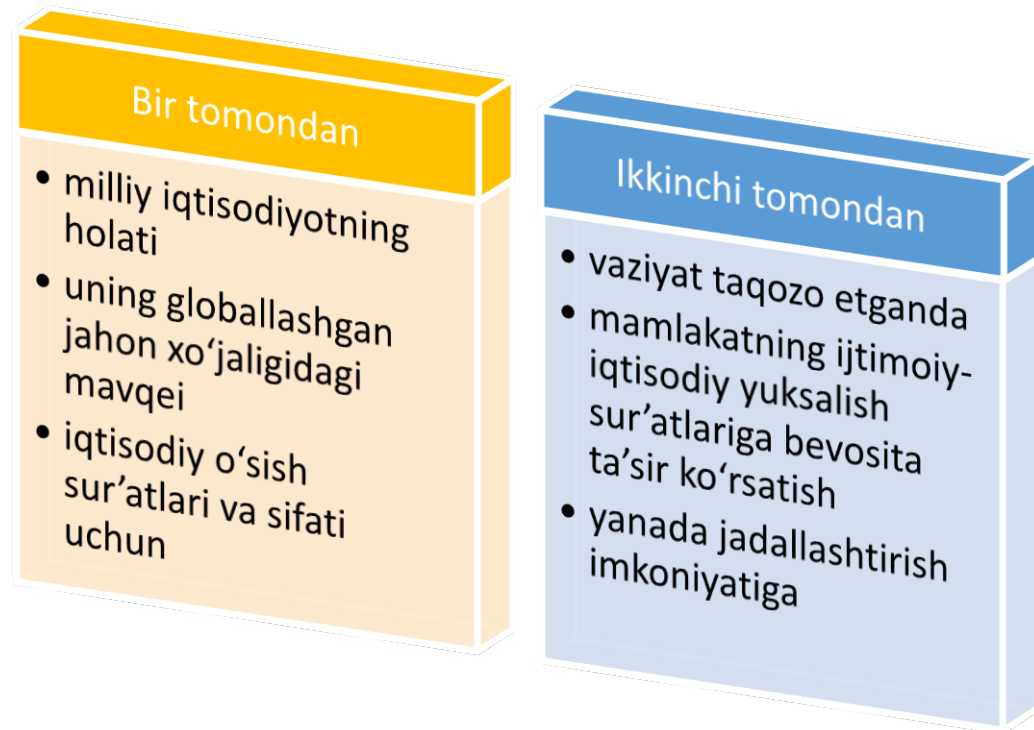 Bir tomondan
• milliy iqtisodiyotning
holati
• uning globallashgan
jahon xo‘jaligidagi
mavqei
• iqtisodiy o‘sish
sur’atlari va sifati
uchun
Ikkinchi tomondan
• vaziyat taqozo etganda
• mamlakatning ijtimoiy-
iqtisodiy yuksalish
sur’atlariga bevosita
ta’sir ko‘rsatish
• yanada jadallashtirish
imkoniyatiga